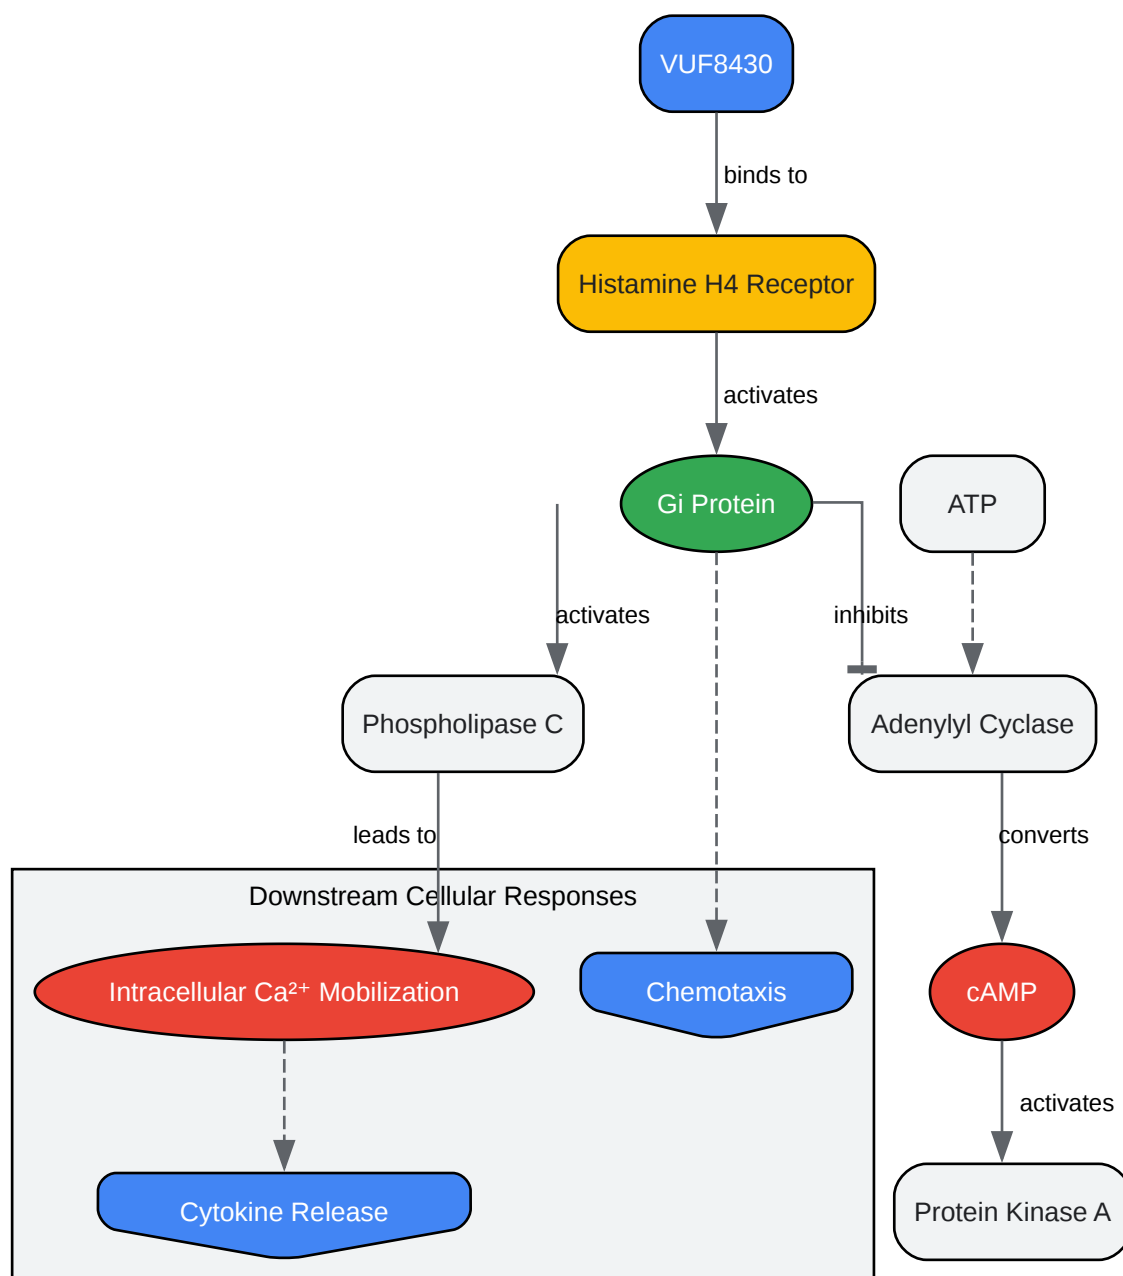 VUF8430
binds to
Histamine H4 Receptor
activates
Gi Protein
ATP
activates
inhibits
Phospholipase C
Adenylyl Cyclase
leads to
converts
Downstream Cellular Responses
Intracellular Ca²⁺ Mobilization
Chemotaxis
cAMP
activates
Cytokine Release
Protein Kinase A